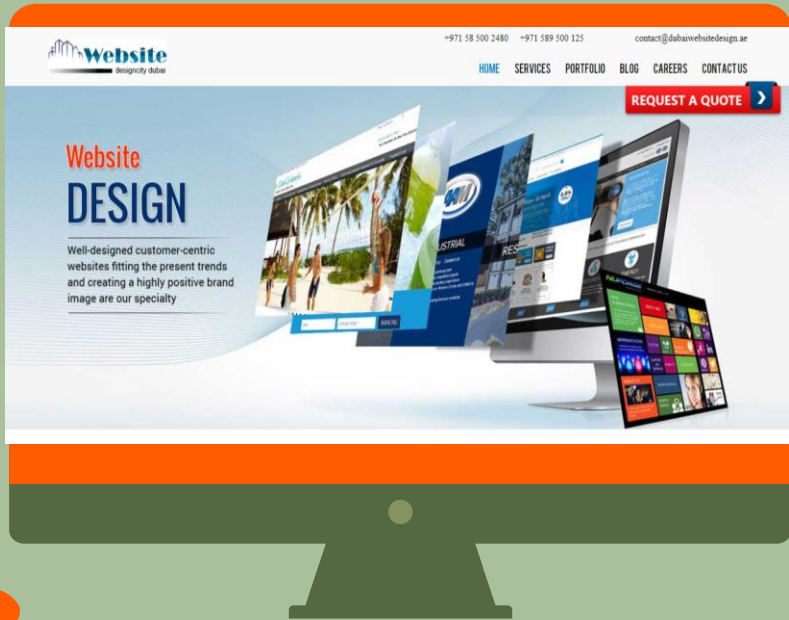 +971 58 500 2480 +971 589 500 125 contact@dubaiwebsitedesign.ae
Website
designcity dubai
HOME SERVICES PORTFOLIO BLOG CAREERS CONTACT US
REQUEST A QUOTE
Website
DESIGN
Well-designed customer-centric
websites fitting the present trends
and creating a highly positive brand
image are our specialty